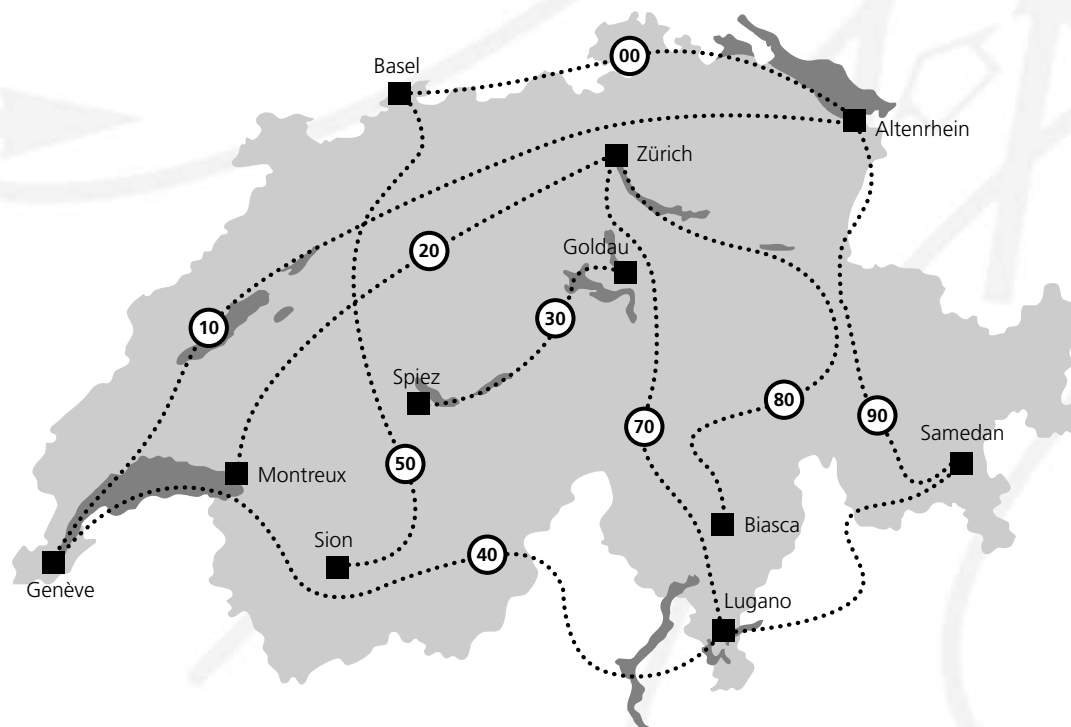 00
Basel
Altenrhein
Zürich
20
Goldau
10
30
Spiez
80
70
90
Samedan
50
Montreux
Biasca
Sion
40
Genève
Lugano